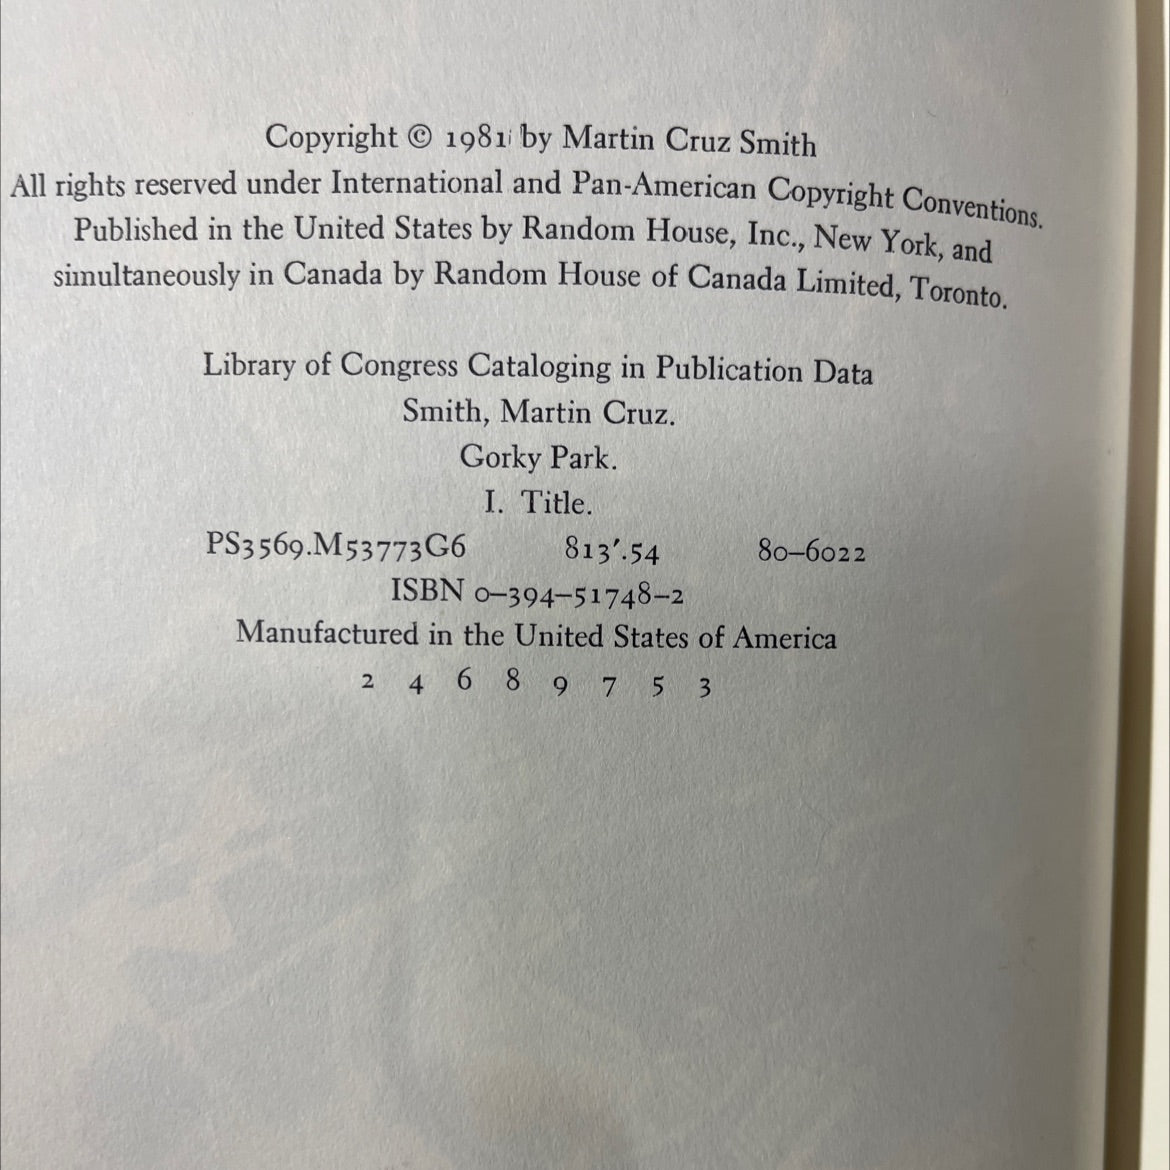 Copyright © 1981 by Martin Cruz Smith
All rights reserved under International and Pan-American Copyright Conventions.
Published in the United States by Random House, Inc., New York, and
simultaneously in Canada by Random House of Canada Limited, Toronto.
Library of Congress Cataloging in Publication Data
Smith, Martin Cruz.
Gorky Park.
I. Title.
PS3569.M53773G6 813′.54 80–6022
ISBN 0–394–51748–2
Manufactured in the United States of America
2 4 6 8 9 7 5 3